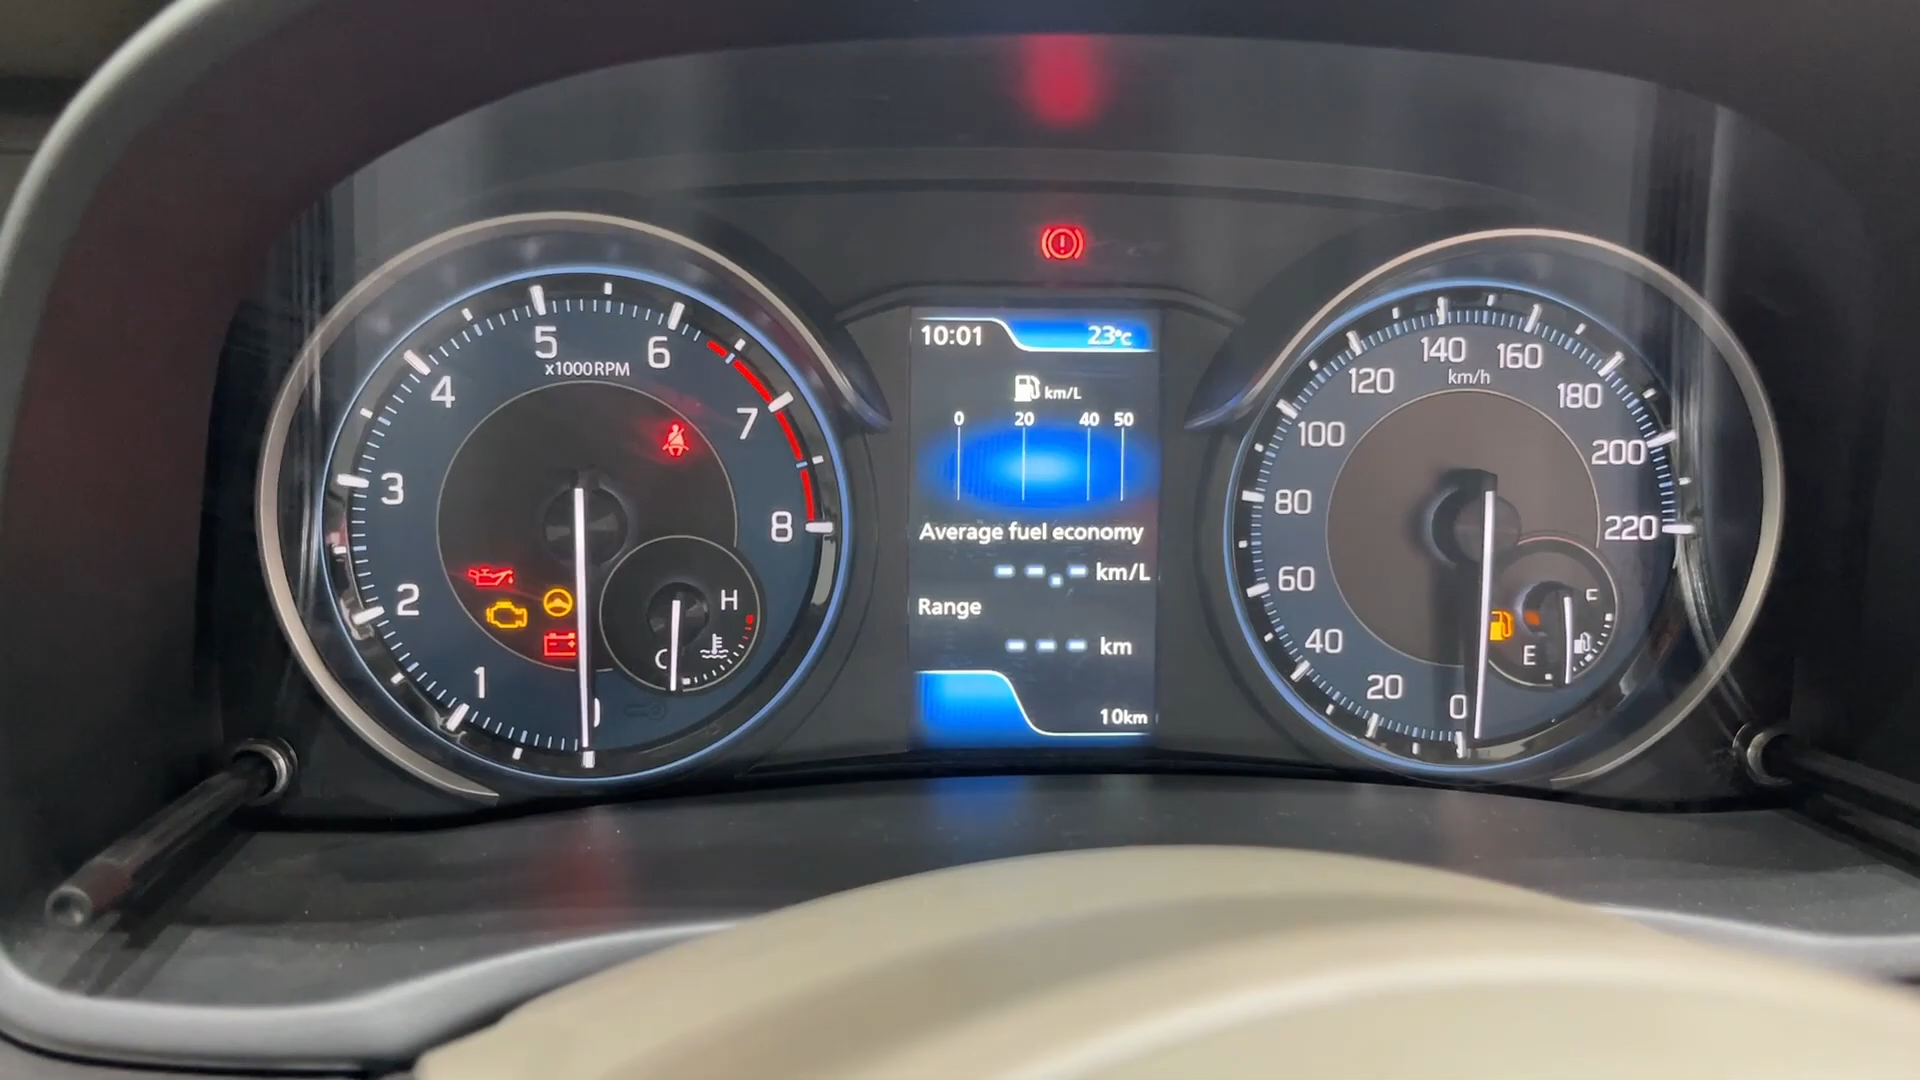 5
6
x1000RPM
4
7
3
8
2
1
H
C
10:01
23°C
km/L
0 20 40 50
Average fuel economy
--.- km/L
Range
--- km
10km
140
160
km/h
120
180
100
200
80
220
60
40
20
0
F
E